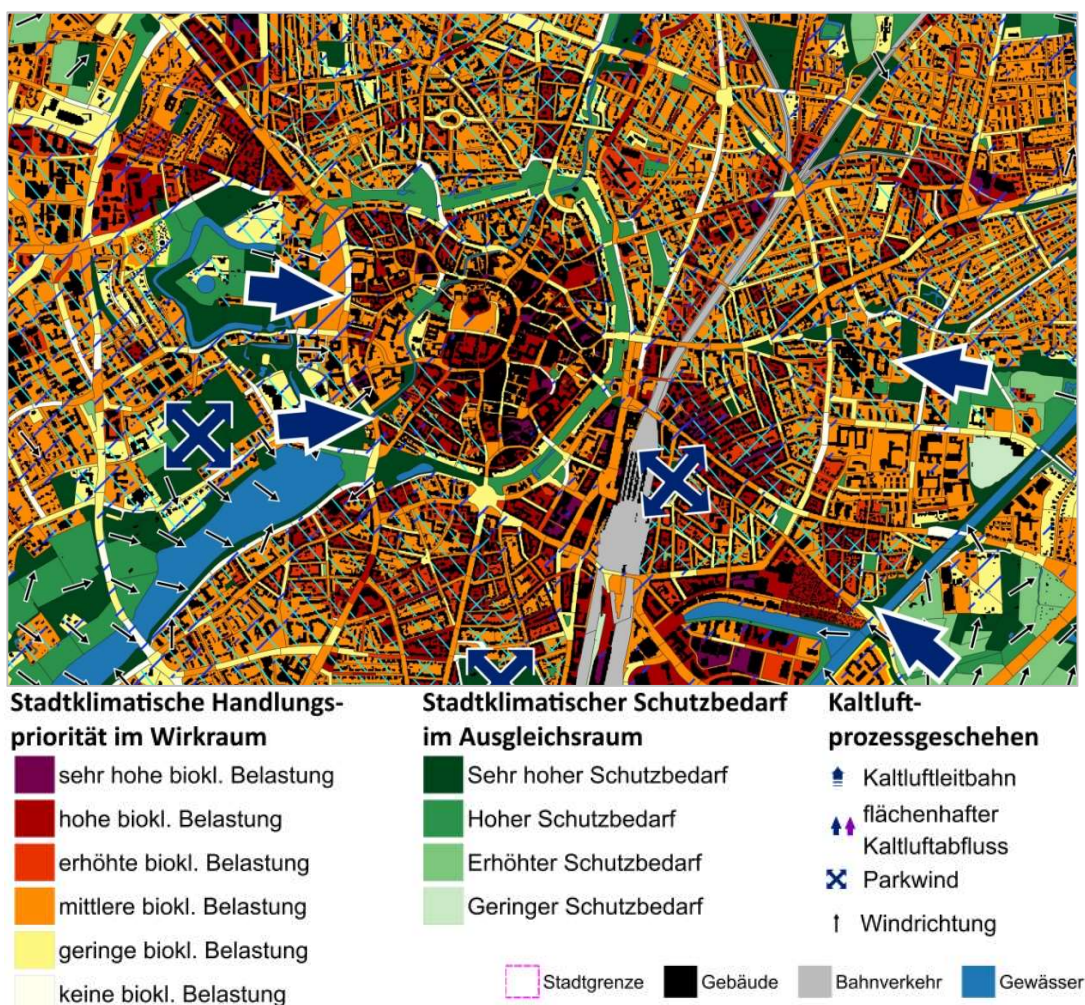 Stadtklimatische Handlungs-
priorität im Wirkraum
sehr hohe biokl. Belastung
hohe biokl. Belastung
erhöhte biokl. Belastung
mittlere biokl. Belastung
geringe biokl. Belastung
keine biokl. Belastung
Stadtklimatischer Schutzbedarf
im Ausgleichsraum
Sehr hoher Schutzbedarf
Hoher Schutzbedarf
Erhöhter Schutzbedarf
Geringer Schutzbedarf
Kaltluft-
prozessgeschehen
Kaltluftleitbahn
flächenhafter
Kaltluftabfluss
Parkwind
Windrichtung
Stadtgrenze
Gebäude
Bahnverkehr
Gewässer